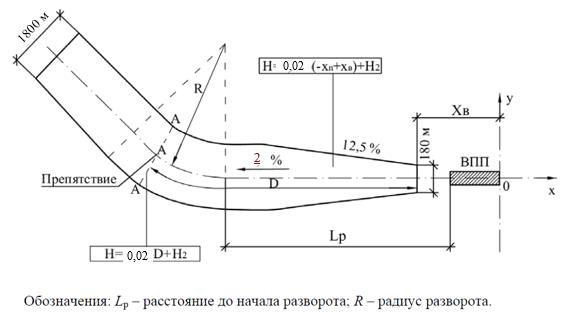 1800 м
H= 0,02 (-xп+xв)+H2
R
Xв
y
A
12,5 %
180 м
A
2 %
ВПП
Препятствие
0
x
D
A
Lp
H= 0,02 D+H2
Обозначения: Lр – расстояние до начала разворота; R – радиус разворота.